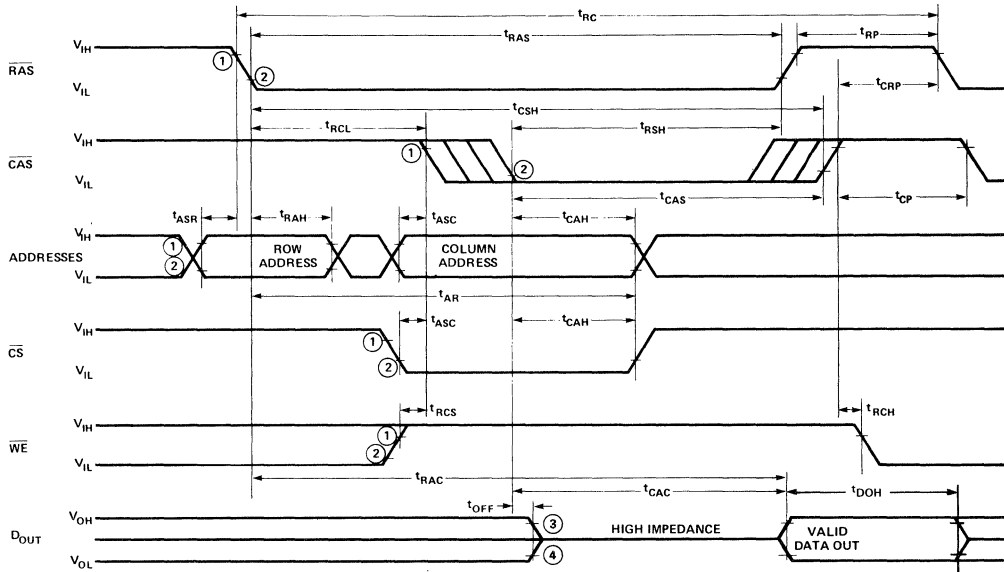 tRC
tRAS
tRP
VIH
RAS
VIL
1
2
tCRP
tCSH
tRCL
tRSH
VIH
CAS
VIL
1
2
tCAS
tCP
tASR
tRAH
tASC
tCAH
VIH
ADDRESSES
VIL
1
2
ROW
ADDRESS
COLUMN
ADDRESS
tAR
tASC
tCAH
VIH
CS
VIL
1
2
tRCS
tRCH
VIH
WE
VIL
1
2
tRAC
tCAC
tDOH
tOFF
VOH
DOUT
VOL
3
4
HIGH IMPEDANCE
VALID
DATA OUT